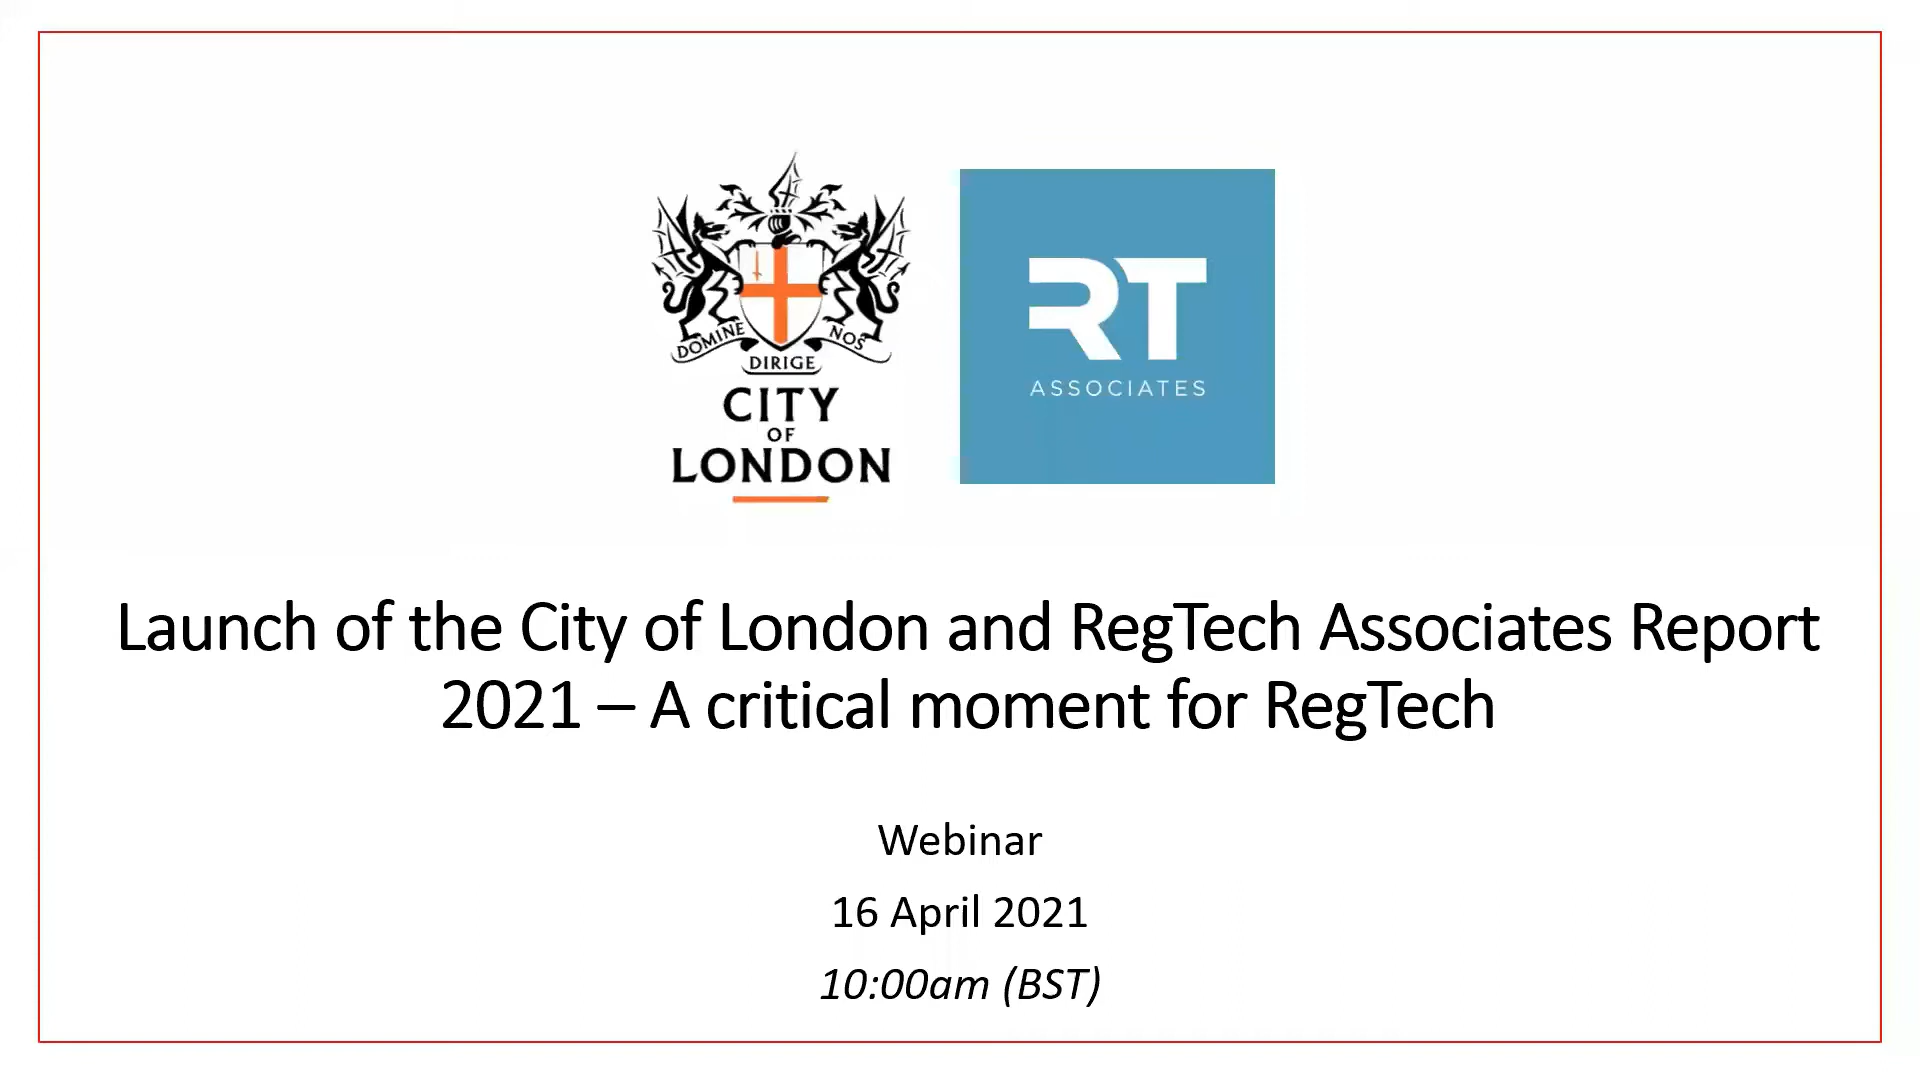 DOMINE DIRIGE NOS
CITY
OF
LONDON
RT
ASSOCIATES
Launch of the City of London and RegTech Associates Report
2021 – A critical moment for RegTech
Webinar
16 April 2021
10:00am (BST)